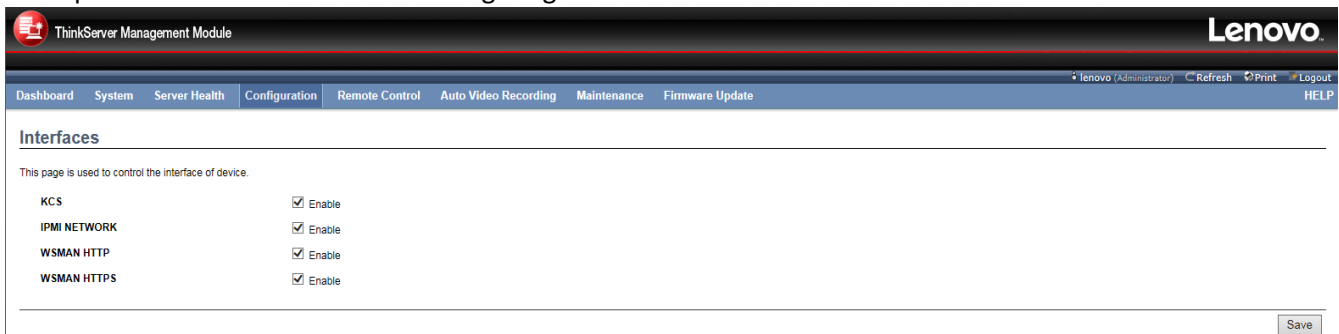 ThinkServer Management Module
Lenovo
lenovo (Administrator) Refresh Print Logout
Dashboard System Server Health Configuration Remote Control Auto Video Recording Maintenance Firmware Update HELP
Interfaces
This page is used to control the interface of device.
KCS Enable
IPMI NETWORK Enable
WSMAN HTTP Enable
WSMAN HTTPS Enable
Save